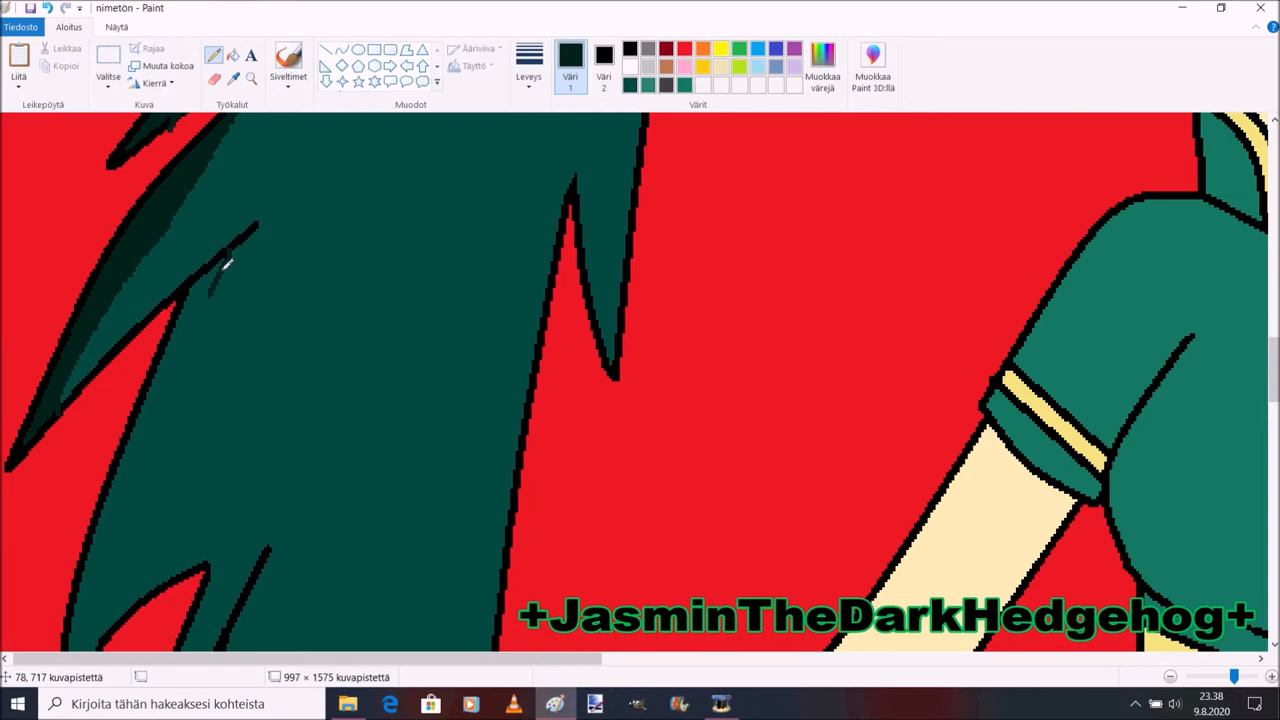 nimetön - Paint
Tiedosto Aloitus Näytä
Liitä
Leikkaa
Kopioi
Leikepöytä
Valitse
Rajaa
Muuta kokoa
Kierrä
Kuva
A
Työkalut
Siveltimet
Ääriviiva
Täyttö
Muodot
Leveys
Väri 1
Väri 2
Muokkaa värejä
Värit
Muokkaa Paint 3D:llä
+JasminTheDarkHedgehog+
78, 717 kuvapistettä
997 × 1575 kuvapistettä
Kirjoita tähän hakeaksesi kohteita
23.38
9.8.2020